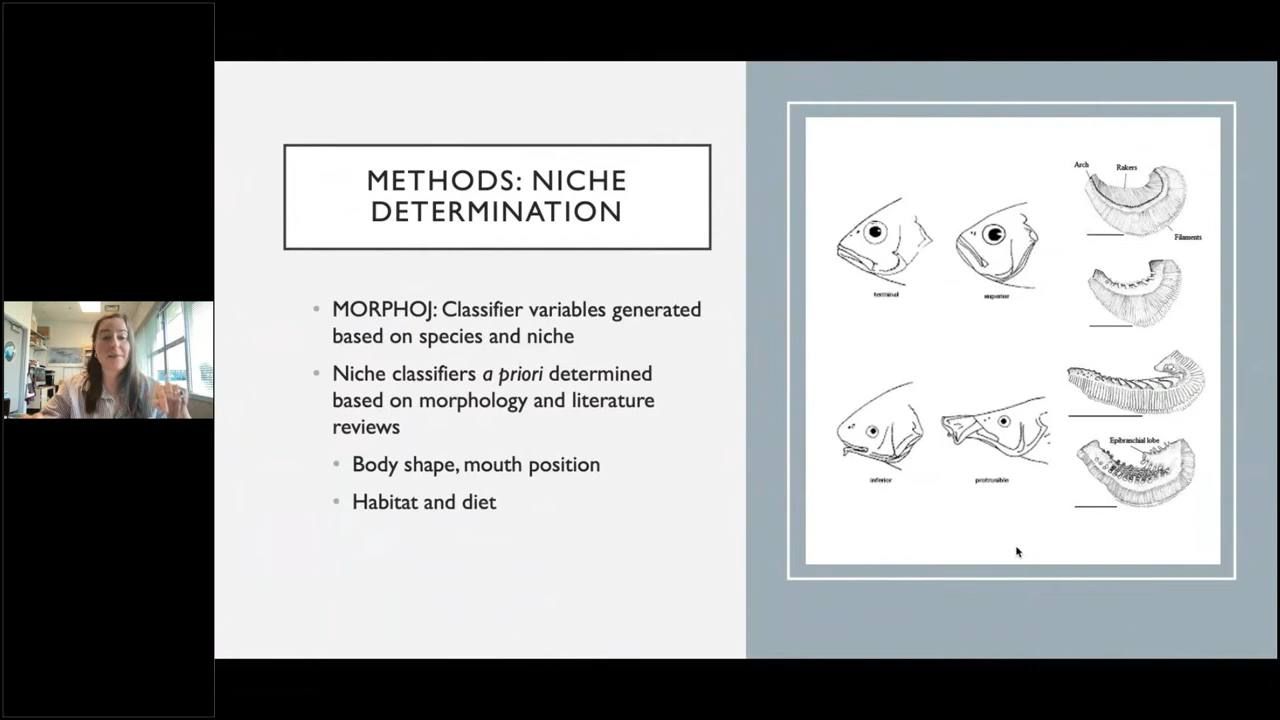 METHODS: NICHE
DETERMINATION
• MORPHOJ: Classifier variables generated
based on species and niche
• Niche classifiers a priori determined
based on morphology and literature
reviews
• Body shape, mouth position
• Habitat and diet
Arch
Rakers
Filaments
terminal
superior
Epibranchial lobe
inferior
protrusible